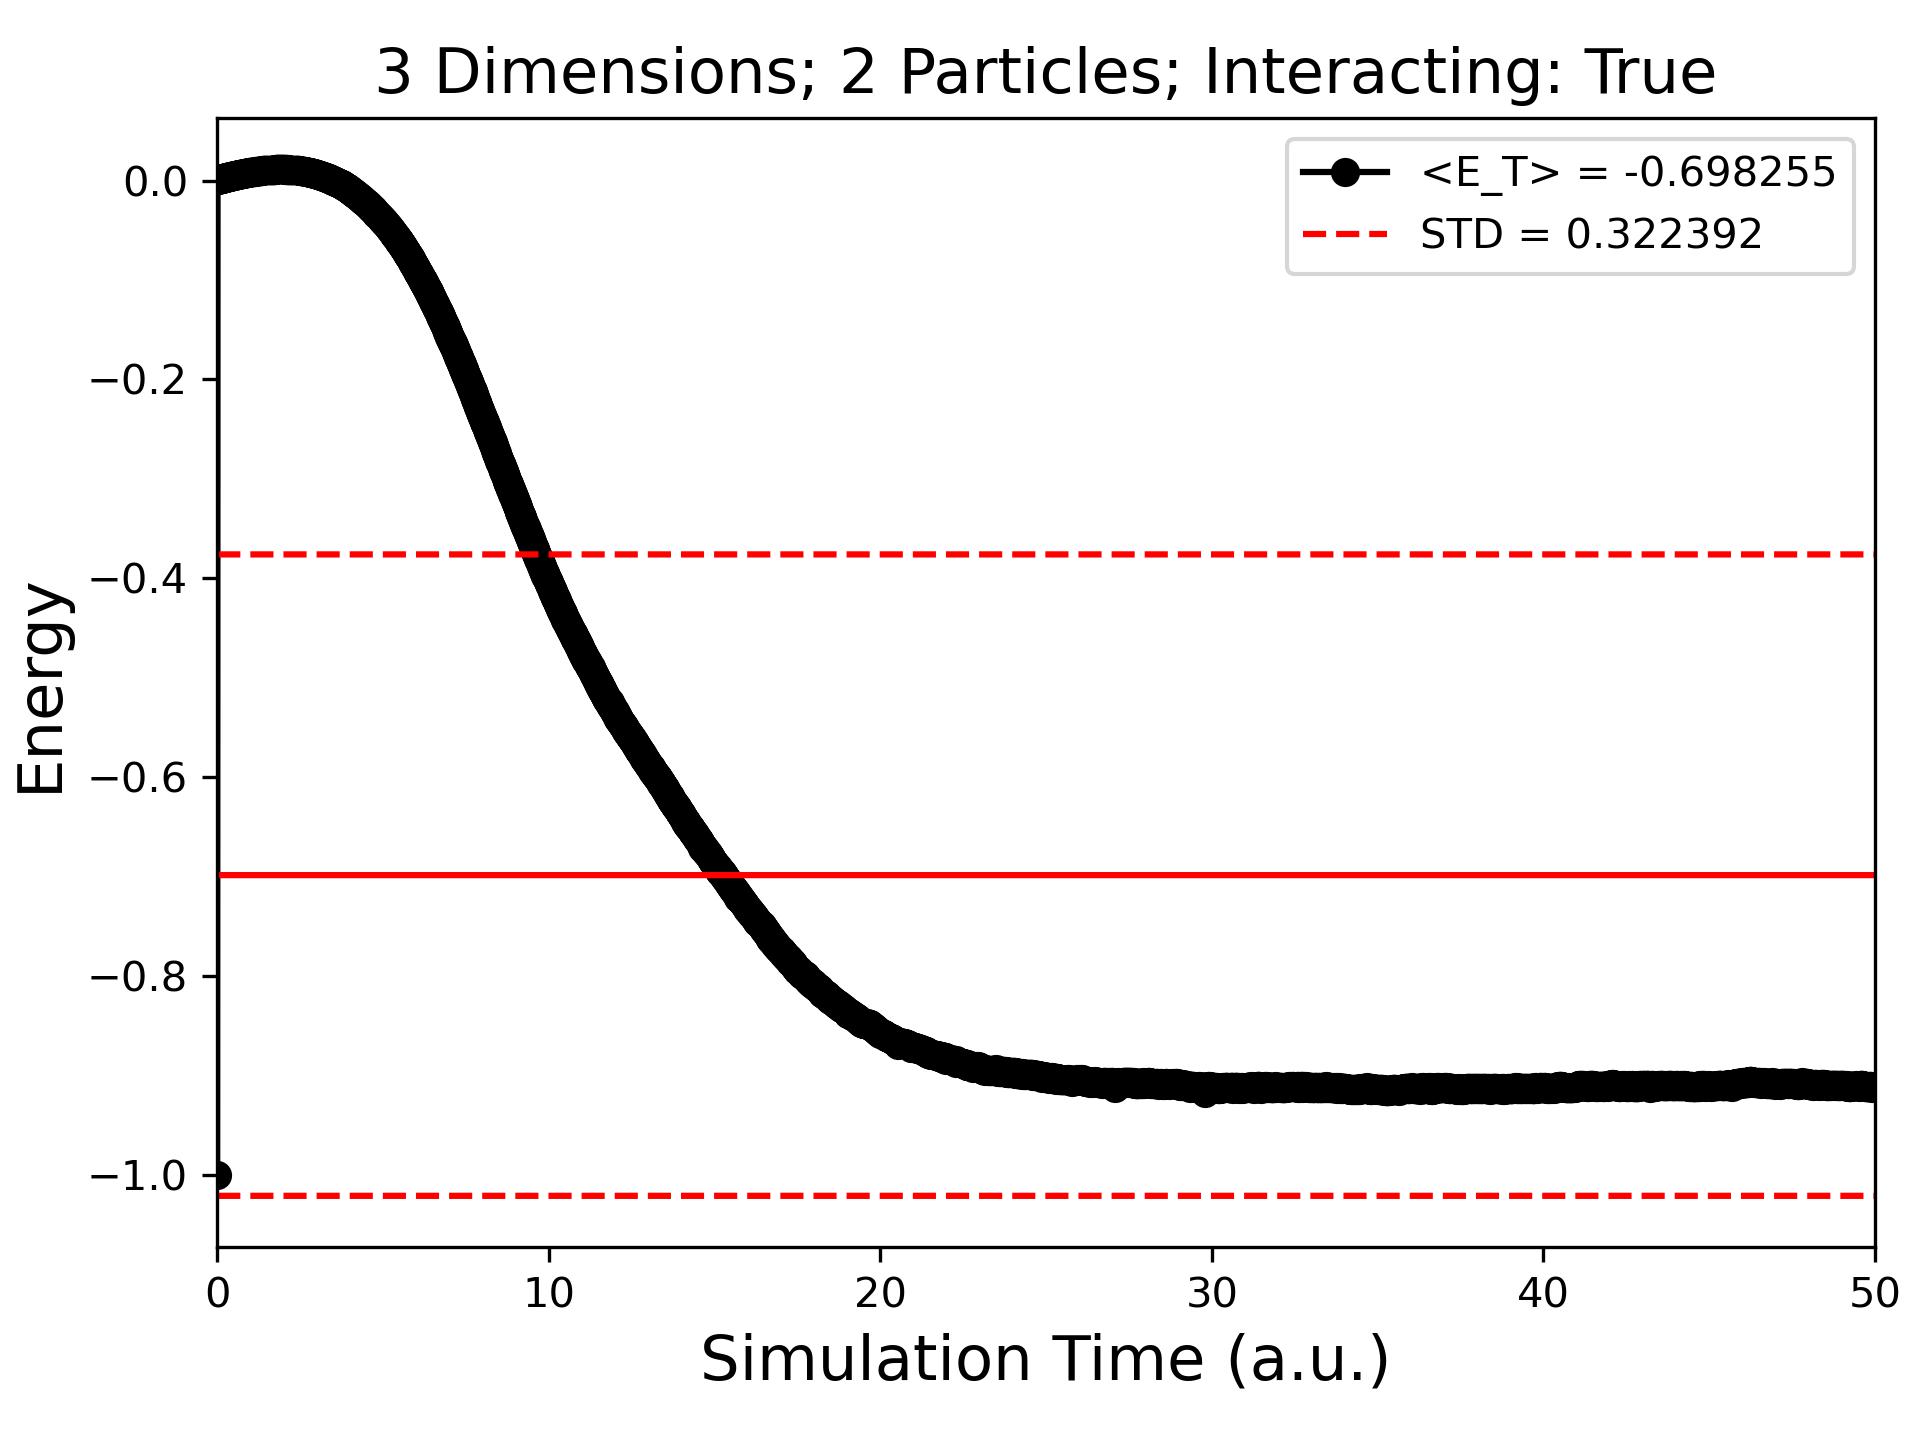 3 Dimensions; 2 Particles; Interacting: True
<E_T> = -0.698255
STD = 0.322392
Energy
0.0
−0.2
−0.4
−0.6
−0.8
−1.0
0 10 20 30 40 50
Simulation Time (a.u.)